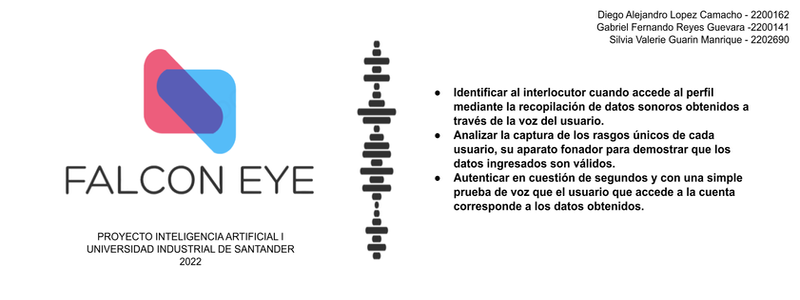 Diego Alejandro Lopez Camacho - 2200162
Gabriel Fernando Reyes Guevara -2200141
Silvia Valerie Guarin Manrique - 2202690
FALCON EYE
PROYECTO INTELIGENCIA ARTIFICIAL I
UNIVERSIDAD INDUSTRIAL DE SANTANDER
2022
● Identificar al interlocutor cuando accede al perfil
mediante la recopilación de datos sonoros obtenidos a
través de la voz del usuario.
● Analizar la captura de los rasgos únicos de cada
usuario, su aparato fonador para demostrar que los
datos ingresados son válidos.
● Autenticar en cuestión de segundos y con una simple
prueba de voz que el usuario que accede a la cuenta
corresponde a los datos obtenidos.